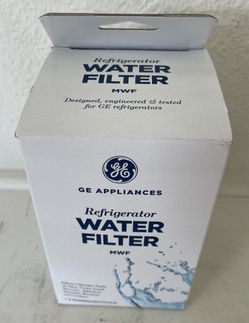 Refrigerator
WATER
FILTER
MWF
Designed, engineered & tested
for GE refrigerators
GE
GE APPLIANCES
Refrigerator
WATER
FILTER
MWF